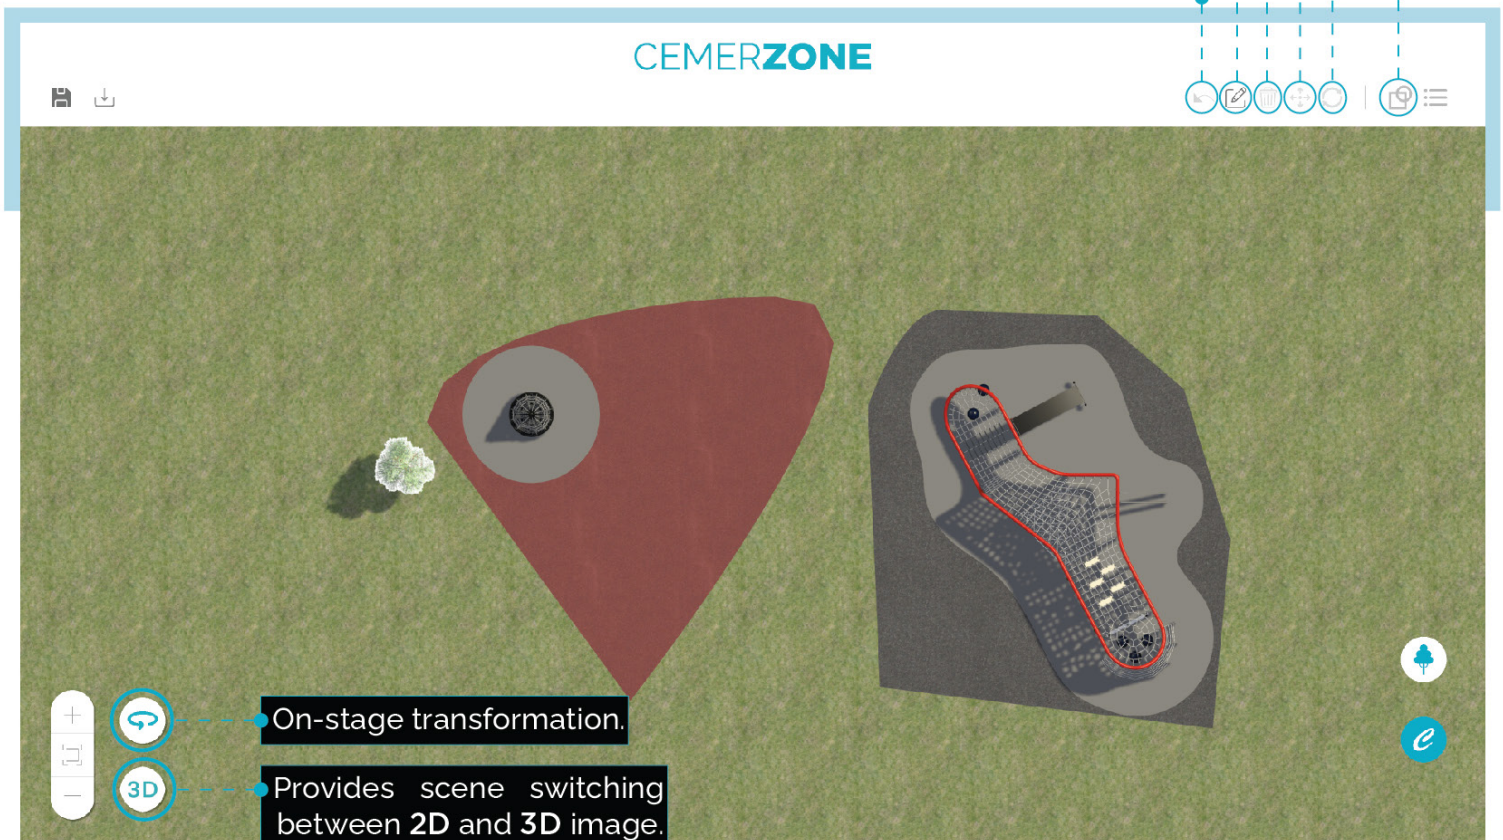 CEMERZONE
On-stage transformation.
3D
Provides scene switching
between 2D and 3D image.